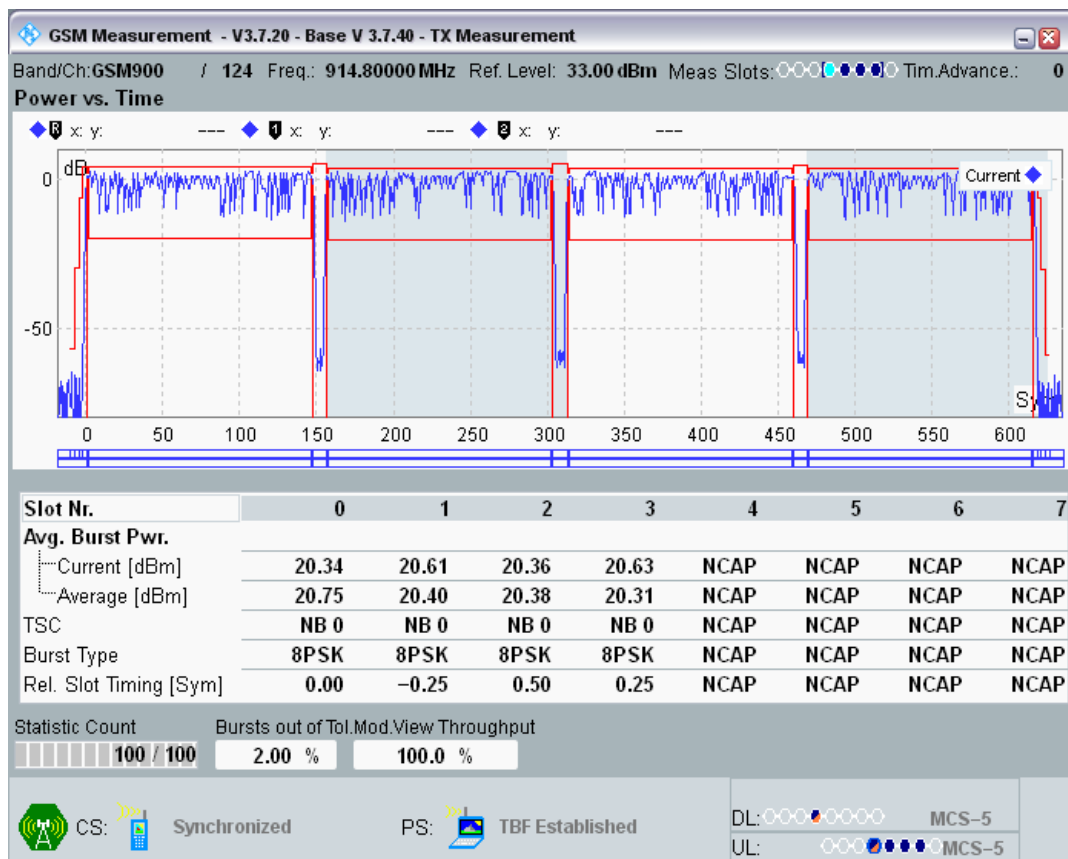 GSM Measurement - V3.7.20 - Base V 3.7.40 - TX Measurement
Band/Ch:GSM900 / 124 Freq.: 914.80000 MHz Ref. Level: 33.00 dBm Meas Slots: Tim.Advance.: 0
Power vs. Time
R x: y: --- 1 x: y: --- 2 x: y: ---
dB
Current
0
-50
0 50 100 150 200 250 300 350 400 450 500 550 600
Slot Nr. 0 1 2 3 4 5 6 7
Avg. Burst Pwr.
Current [dBm] 20.34 20.61 20.36 20.63 NCAP NCAP NCAP NCAP
Average [dBm] 20.75 20.40 20.38 20.31 NCAP NCAP NCAP NCAP
TSC NB 0 NB 0 NB 0 NB 0 NCAP NCAP NCAP NCAP
Burst Type 8PSK 8PSK 8PSK 8PSK NCAP NCAP NCAP NCAP
Rel. Slot Timing [Sym] 0.00 −0.25 0.50 0.25 NCAP NCAP NCAP NCAP
Statistic Count Bursts out of Tol.Mod.View Throughput
100 / 100 2.00 % 100.0 %
CS: Synchronized PS: TBF Established
DL: MCS−5
UL: MCS−5